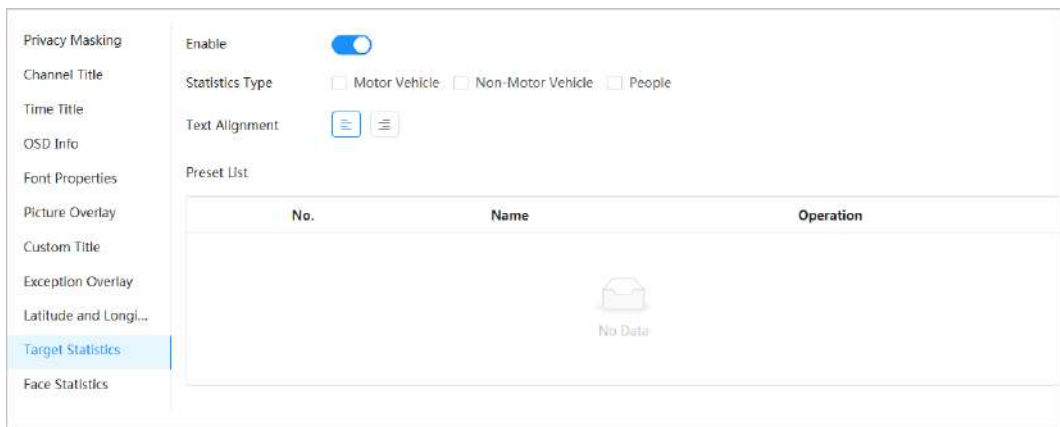 Privacy Masking
Channel Title
Time Title
OSD Info
Font Properties
Picture Overlay
Custom Title
Exception Overlay
Latitude and Longi...
Target Statistics
Face Statistics
Enable
Statistics Type Motor Vehicle Non-Motor Vehicle People
Text Alignment
Preset List
No. Name Operation
No Data